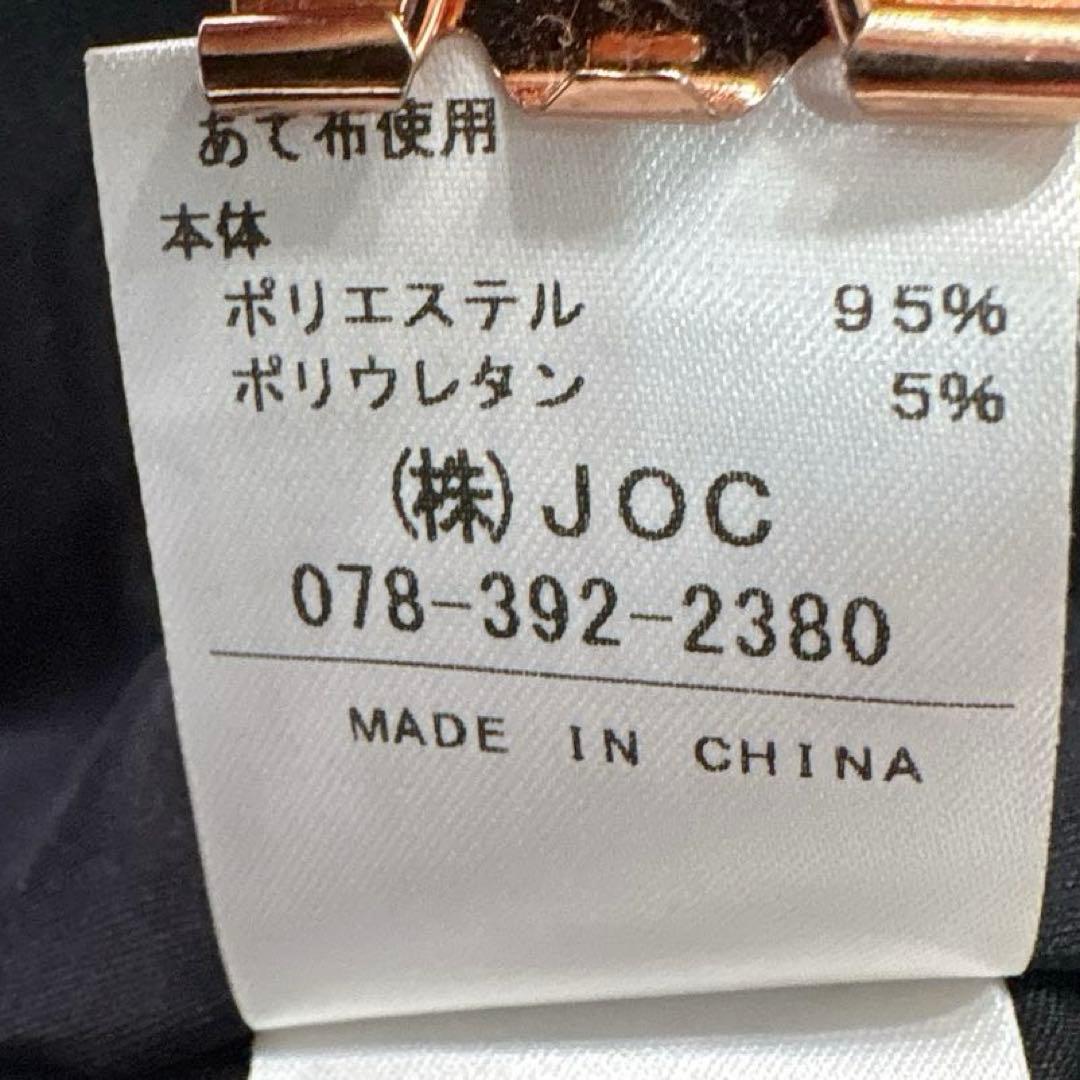 あて布使用
本体
ポリエステル 95%
ポリウレタン 5%
(株)JOC
078-392-2380
MADE IN CHINA